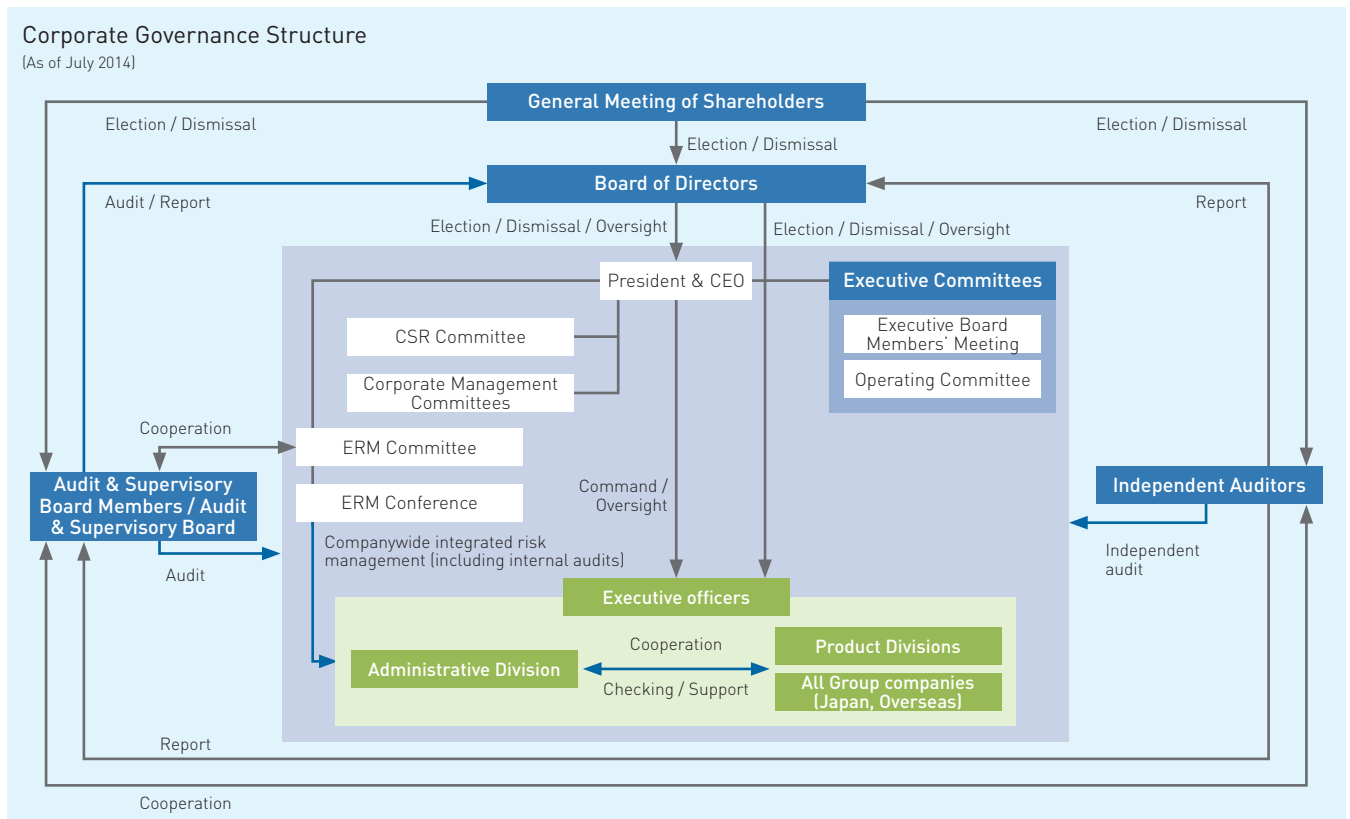 Corporate Governance Structure
(As of July 2014)
General Meeting of Shareholders
Election / Dismissal
Election / Dismissal
Election / Dismissal
Board of Directors
Audit / Report
Report
Election / Dismissal / Oversight
Election / Dismissal / Oversight
President & CEO
Executive Committees
CSR Committee
Executive Board
Members’ Meeting
Corporate Management
Committees
Operating Committee
Cooperation
ERM Committee
Audit & Supervisory
Board Members / Audit
& Supervisory Board
ERM Conference
Command /
Oversight
Independent Auditors
Companywide integrated risk
management (including internal audits)
Audit
Independent
audit
Executive officers
Administrative Division
Cooperation
Checking / Support
Product Divisions
All Group companies
(Japan, Overseas)
Report
Cooperation